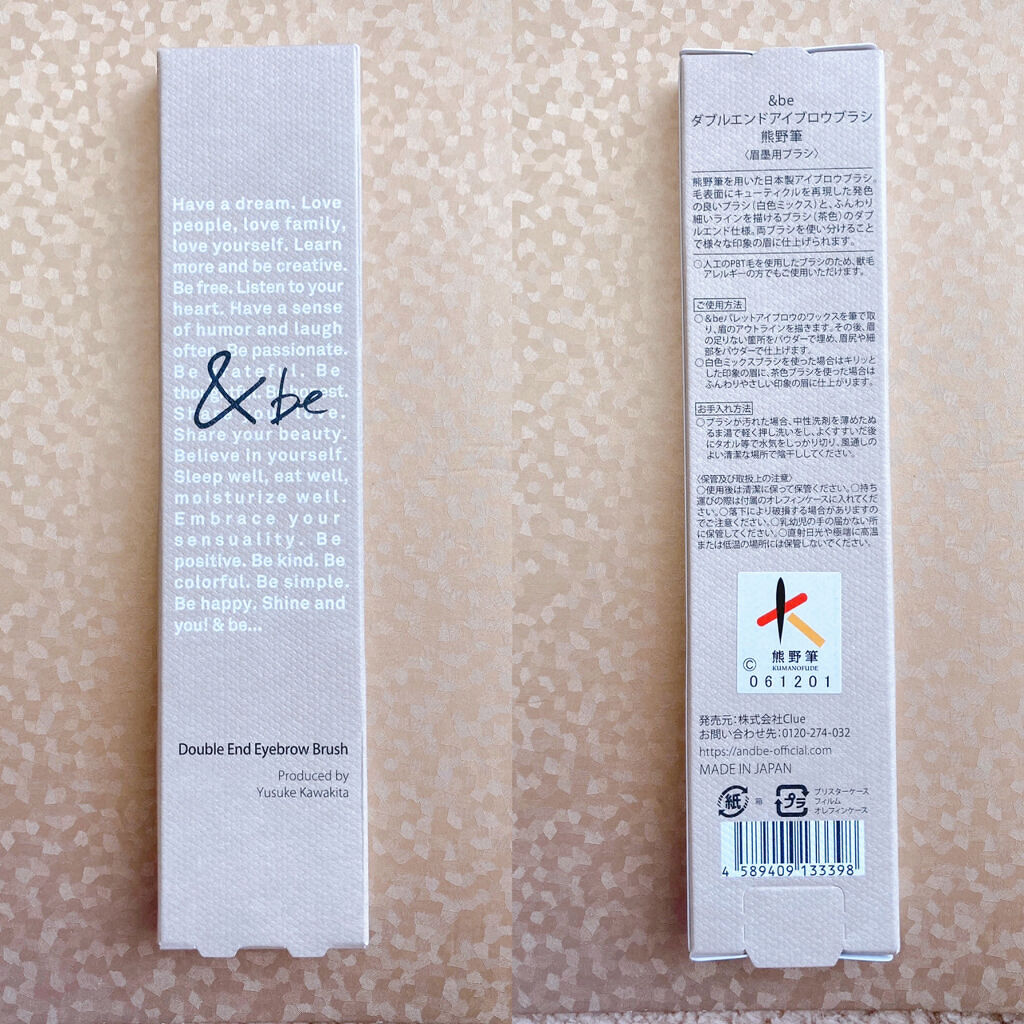 Have a dream. Love
people, love family,
love yourself. Learn
more and be creative.
Be free. Listen to your
heart. Have a sense
of humor and laugh
often. Be passionate.
Be Be
&be
Share your beauty.
Believe in yourself.
Sleep well, eat well,
moisturize well.
Embrace your
sensuality. Be
positive. Be kind. Be
colorful. Be simple.
Be happy. Shine and
you! & be...
Double End Eyebrow Brush
Produced by
Yusuke Kawakita
&be
ダブルエンドアイブロウブラシ
熊野筆
〈眉墨用ブラシ〉
熊野筆を用いた日本製アイブロウブラシ。
毛表面にキューティクルを再現した発色
の良いブラシ(白色ミックス)と、ふんわり
細いラインを描けるブラシ(茶色)のダブ
ルエンド仕様。両ブラシを使い分けること
で様々な印象の眉に仕上げられます。
○人工のPBT毛を使用したブラシのため、獣毛
アレルギーの方でもご使用いただけます。
ご使用方法
○&beパレットアイブロウのワックスを筆で取
り、眉のアウトラインを描きます。その後、眉
の足りない箇所をパウダーで埋め、眉尻や細
部をパウダーで仕上げます。
○白色ミックスブラシを使った場合はキリッと
した印象の眉に、茶色ブラシを使った場合は
ふんわりやさしい印象の眉に仕上がります。
お手入れ方法
○ブラシが汚れた場合、中性洗剤を薄めたぬ
るま湯で軽く押し洗いをし、よくすすいだ後
にタオル等で水気をしっかり切り、風通しの
よい清潔な場所で陰干ししてください。
〈保管及び取扱上の注意〉
○使用後は清潔に保って保管ください。○持ち
運びの際は付属のオレフィンケースに入れてくだ
さい。○落下により破損する場合がありますの
でご注意ください。○乳幼児の手の届かない所
に保管してください。○直射日光や極端に高温
または低温の場所には保管しないでください。
熊野筆
KUMANOFUDE
©
061201
発売元:株式会社Clue
お問い合わせ先:0120-274-032
https://andbe-official.com
MADE IN JAPAN
紙
箱
プラ
ブリスターケース
フィルム
オレフィンケース
4 589409 133398